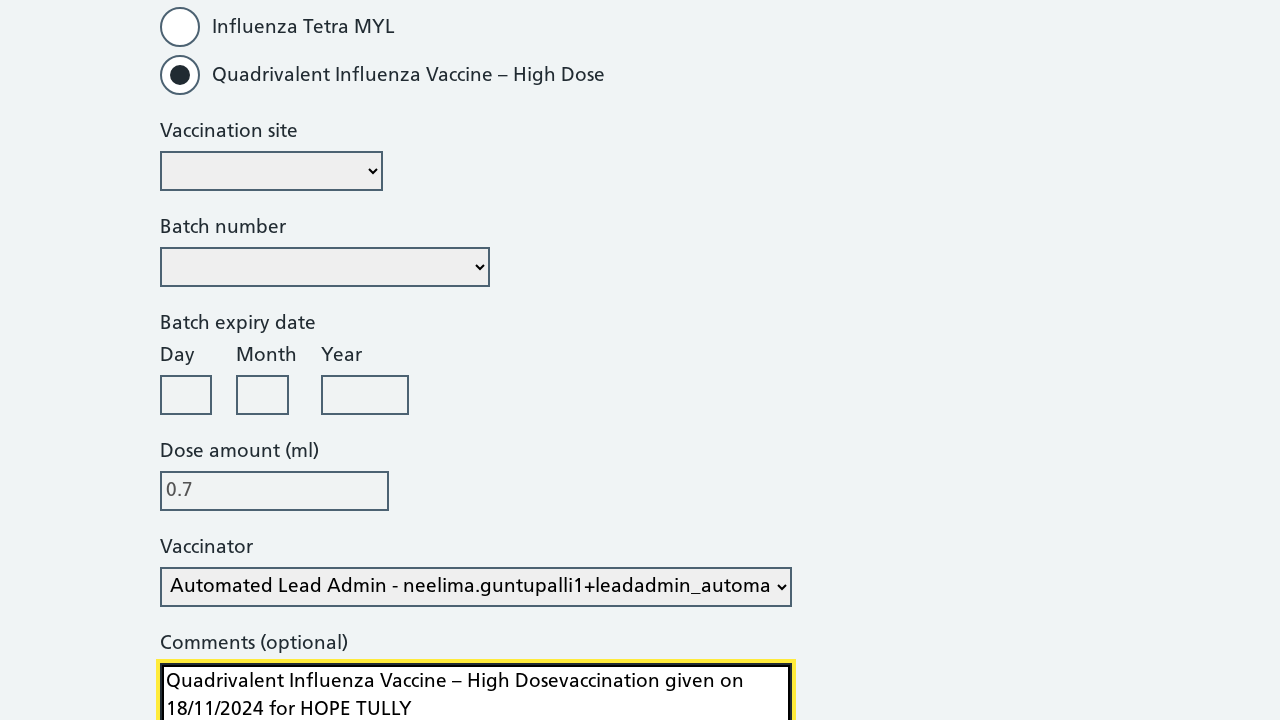 Influenza Tetra MYL
Quadrivalent Influenza Vaccine – High Dose
Vaccination site
Batch number
Batch expiry date
Day Month Year
Dose amount (ml)
0.7
Vaccinator
Automated Lead Admin - neelima.guntupalli1+leadadmin_automa
Comments (optional)
Quadrivalent Influenza Vaccine – High Dosevaccination given on
18/11/2024 for HOPE TULLY